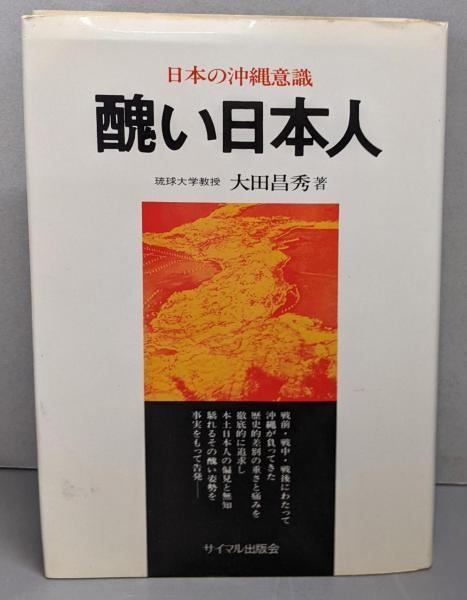 日本の沖縄意識
醜い日本人
琉球大学教授 大田昌秀 著
戦前・戦中・戦後にわたって
沖縄が負ってきた
歴史的差別の重さと痛みを
徹底的に追求し
本土日本人の偏見と無知
驕れるその醜い姿勢を
事実をもって告発——
サイマル出版会